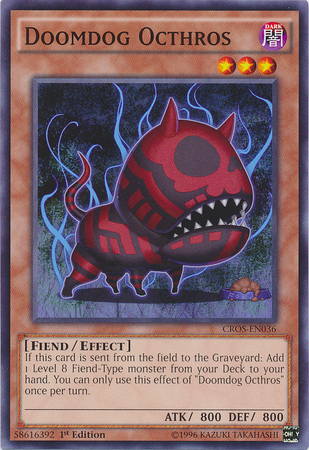 DOOMDOG OCTHROS
DARK
闇
CROS-EN036
[FIEND / EFFECT]
If this card is sent from the field to the Graveyard: Add
1 Level 8 Fiend-Type monster from your Deck to your
hand. You can only use this effect of "Doomdog Octhros"
once per turn.
ATK/ 800 DEF/ 800
58616392 1st Edition ©1996 KAZUKI TAKAHASHI